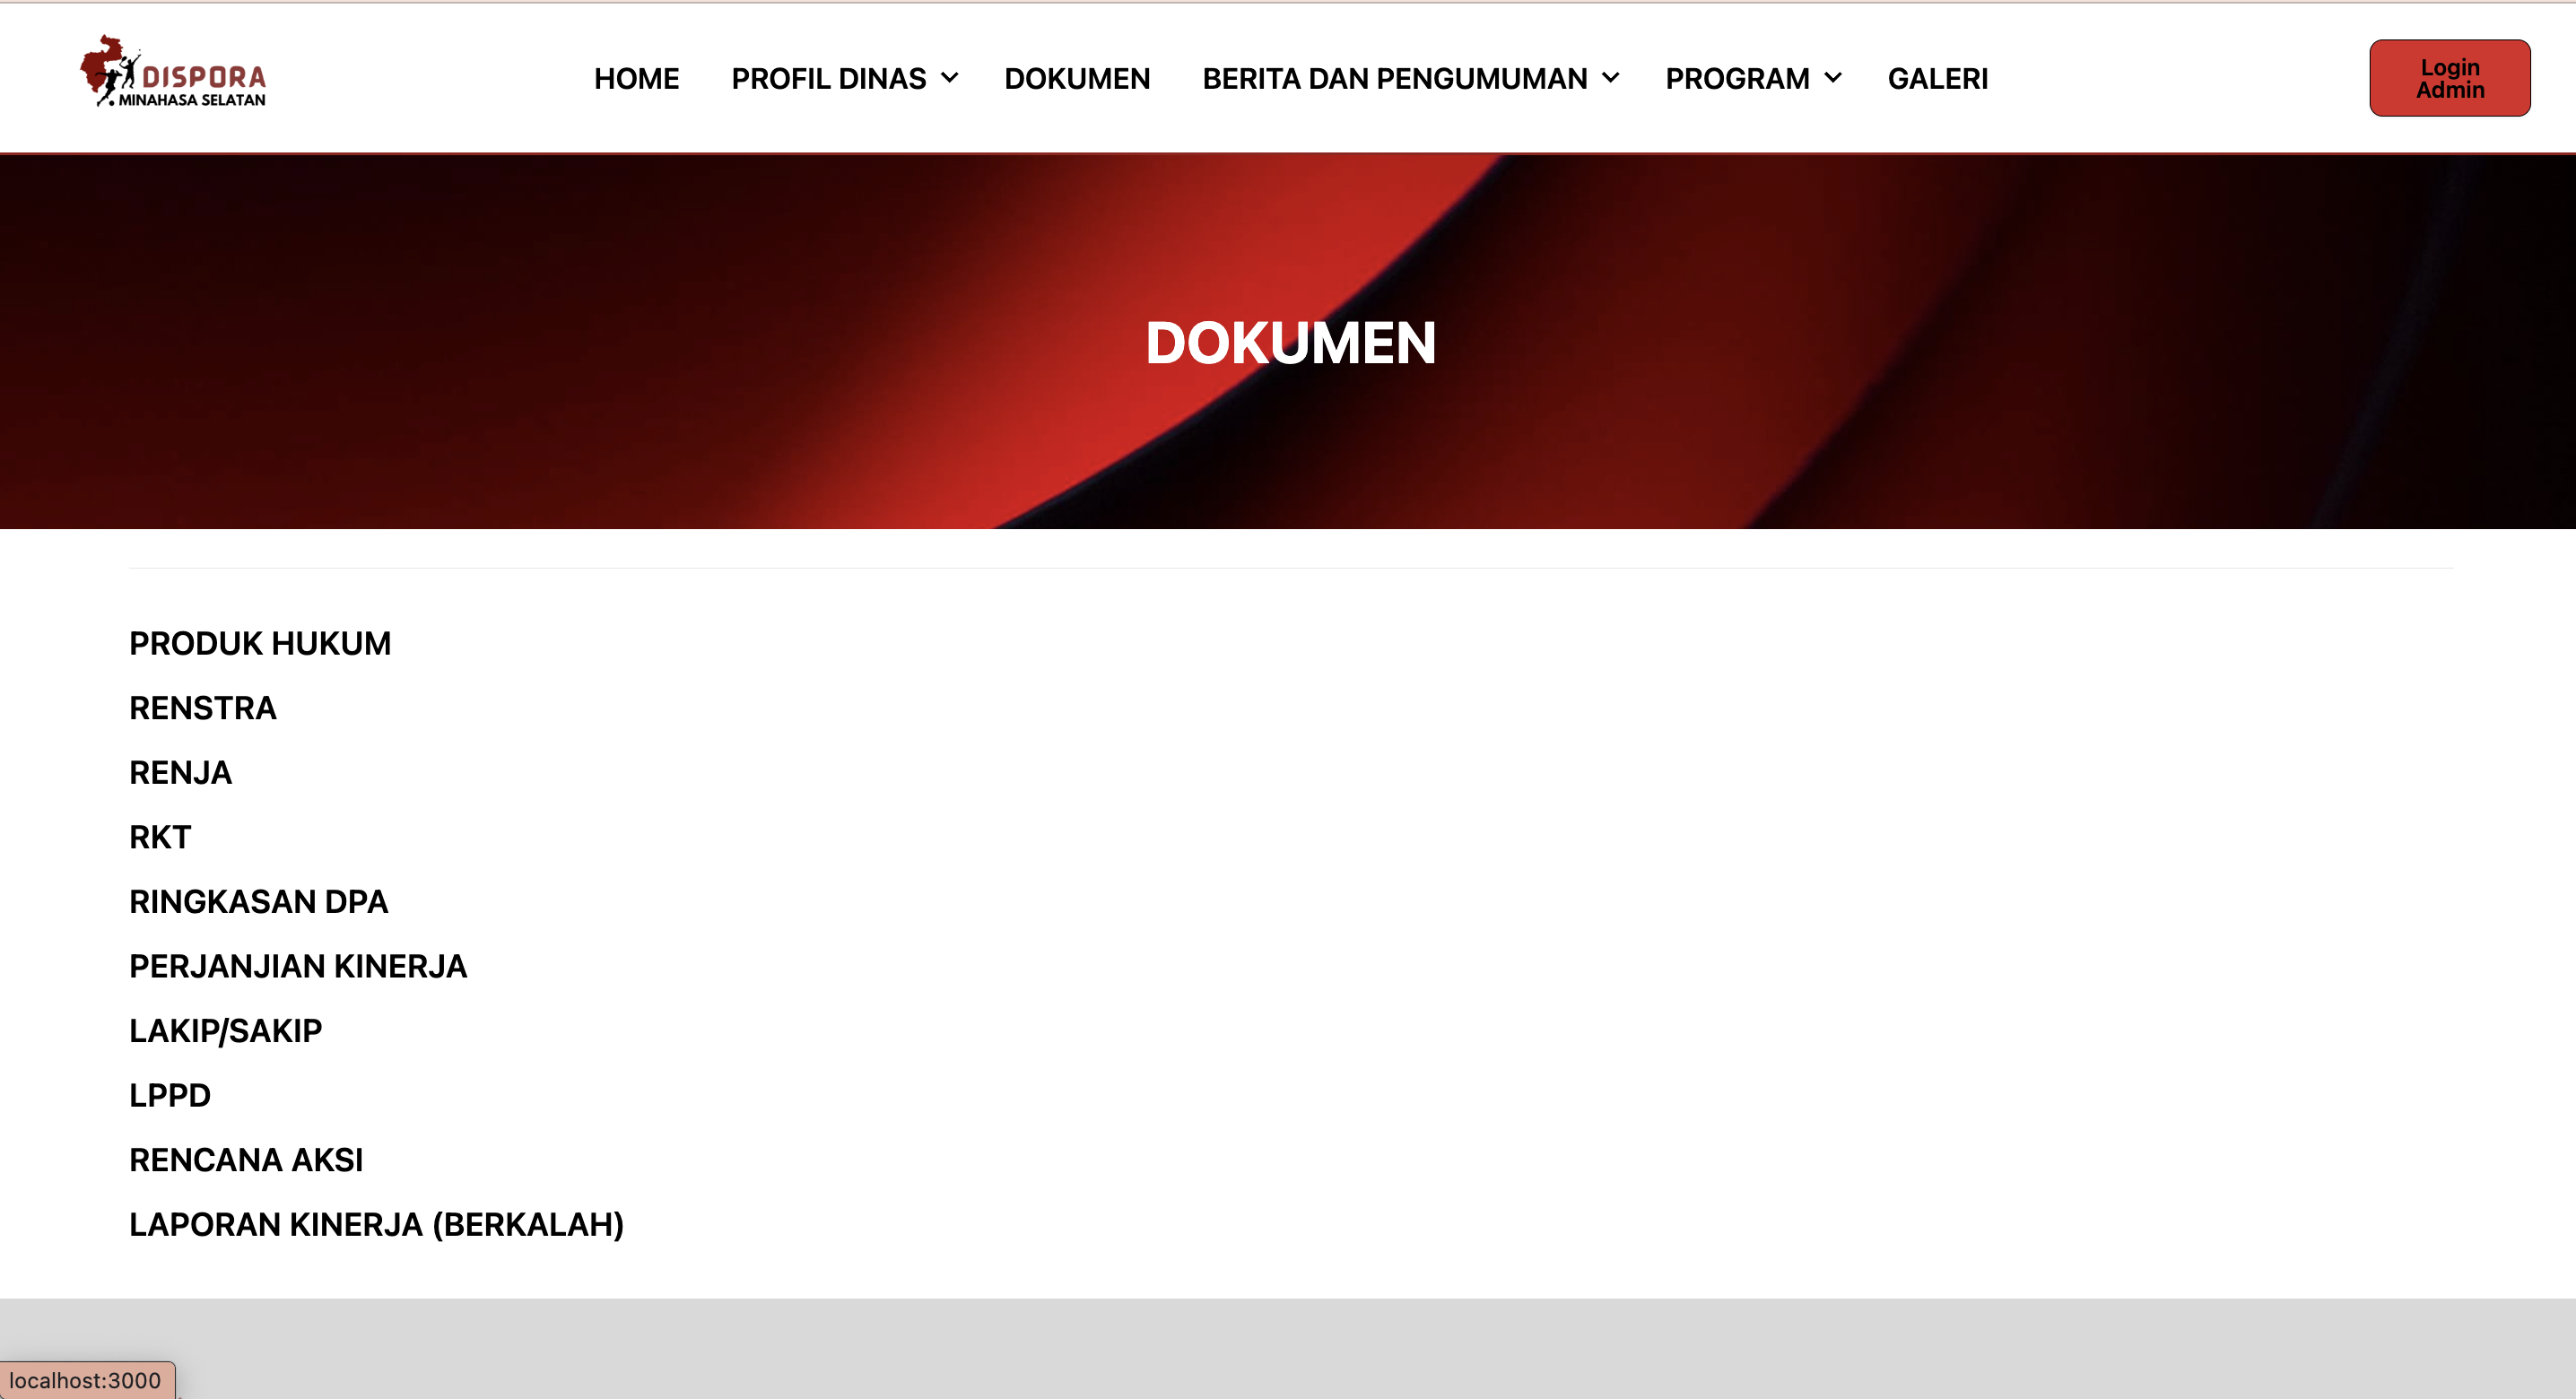 DISPORA
MINAHASA SELATAN
HOME PROFIL DINAS DOKUMEN BERITA DAN PENGUMUMAN PROGRAM GALERI
Login
Admin
DOKUMEN
PRODUK HUKUM
RENSTRA
RENJA
RKT
RINGKASAN DPA
PERJANJIAN KINERJA
LAKIP/SAKIP
LPPD
RENCANA AKSI
LAPORAN KINERJA (BERKALAH)
localhost:3000